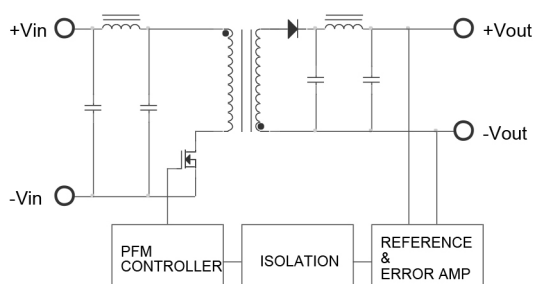 +Vin
+Vout
-Vout
-Vin
PFM
CONTROLLER
ISOLATION
REFERENCE
&
ERROR AMP